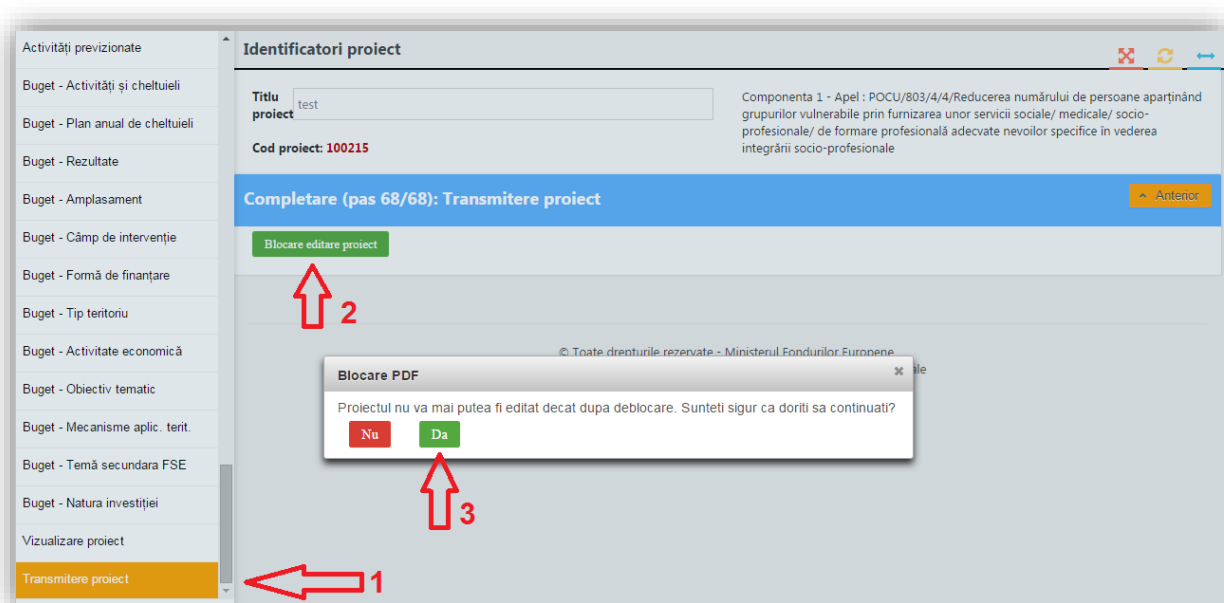 Activități previzionate
Buget - Activități și cheltuieli
Buget - Plan anual de cheltuieli
Buget - Rezultate
Buget - Amplasament
Buget - Câmp de intervenție
Buget - Formă de finanțare
Buget - Tip teritoriu
Buget - Activitate economică
Buget - Obiectiv tematic
Buget - Mecanisme aplic. terit.
Buget - Temă secundara FSE
Buget - Natura investiției
Vizualizare proiect
Transmitere proiect
1
Identificatori proiect
Titlu
proiect
test
Cod proiect: 100215
Componenta 1 - Apel : POCU/803/4/4/Reducerea numărului de persoane aparținând
grupurilor vulnerabile prin furnizarea unor servicii sociale/ medicale/ socio-
profesionale/ de formare profesională adecvate nevoilor specifice în vederea
integrării socio-profesionale
Completare (pas 68/68): Transmitere proiect
Anterior
Blocare editare proiect
2
© Toate drepturile rezervate - Ministerul Fondurilor Europene
ale
Blocare PDF
Proiectul nu va mai putea fi editat decat dupa deblocare. Sunteti sigur ca doriti sa continuati?
Nu
Da
3